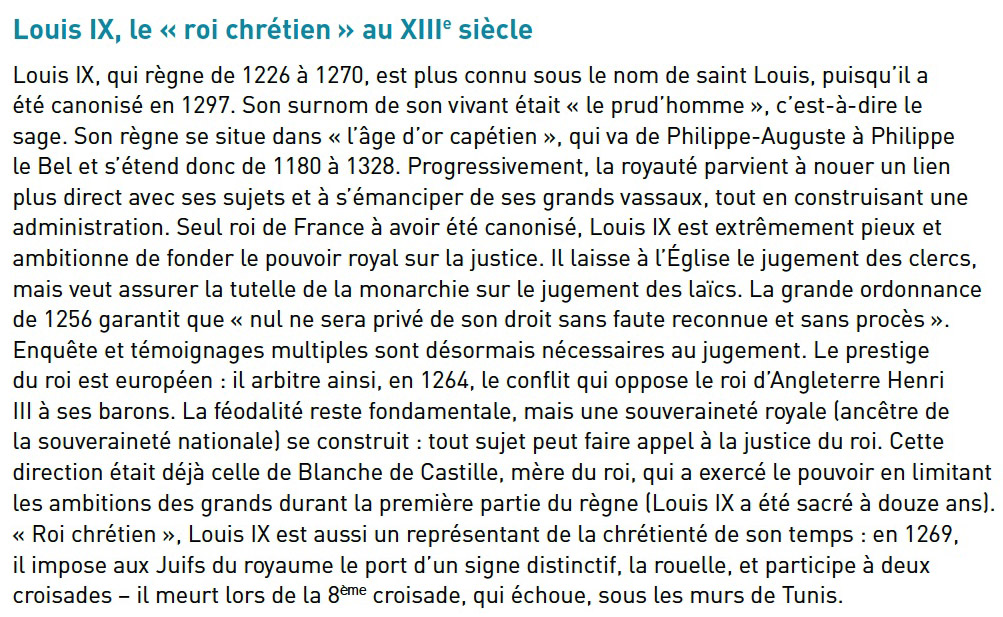 Louis IX, le « roi chrétien » au XIIIe siècle
Louis IX, qui règne de 1226 à 1270, est plus connu sous le nom de saint Louis, puisqu’il a
été canonisé en 1297. Son surnom de son vivant était « le prud’homme », c’est-à-dire le
sage. Son règne se situe dans « l’âge d’or capétien », qui va de Philippe-Auguste à Philippe
le Bel et s’étend donc de 1180 à 1328. Progressivement, la royauté parvient à nouer un lien
plus direct avec ses sujets et à s’émanciper de ses grands vassaux, tout en construisant une
administration. Seul roi de France à avoir été canonisé, Louis IX est extrêmement pieux et
ambitionne de fonder le pouvoir royal sur la justice. Il laisse à l’Église le jugement des clercs,
mais veut assurer la tutelle de la monarchie sur le jugement des laïcs. La grande ordonnance
de 1256 garantit que « nul ne sera privé de son droit sans faute reconnue et sans procès ».
Enquête et témoignages multiples sont désormais nécessaires au jugement. Le prestige
du roi est européen : il arbitre ainsi, en 1264, le conflit qui oppose le roi d’Angleterre Henri
III à ses barons. La féodalité reste fondamentale, mais une souveraineté royale (ancêtre de
la souveraineté nationale) se construit : tout sujet peut faire appel à la justice du roi. Cette
direction était déjà celle de Blanche de Castille, mère du roi, qui a exercé le pouvoir en limitant
les ambitions des grands durant la première partie du règne (Louis IX a été sacré à douze ans).
« Roi chrétien », Louis IX est aussi un représentant de la chrétienté de son temps : en 1269,
il impose aux Juifs du royaume le port d’un signe distinctif, la rouelle, et participe à deux
croisades – il meurt lors de la 8ème croisade, qui échoue, sous les murs de Tunis.